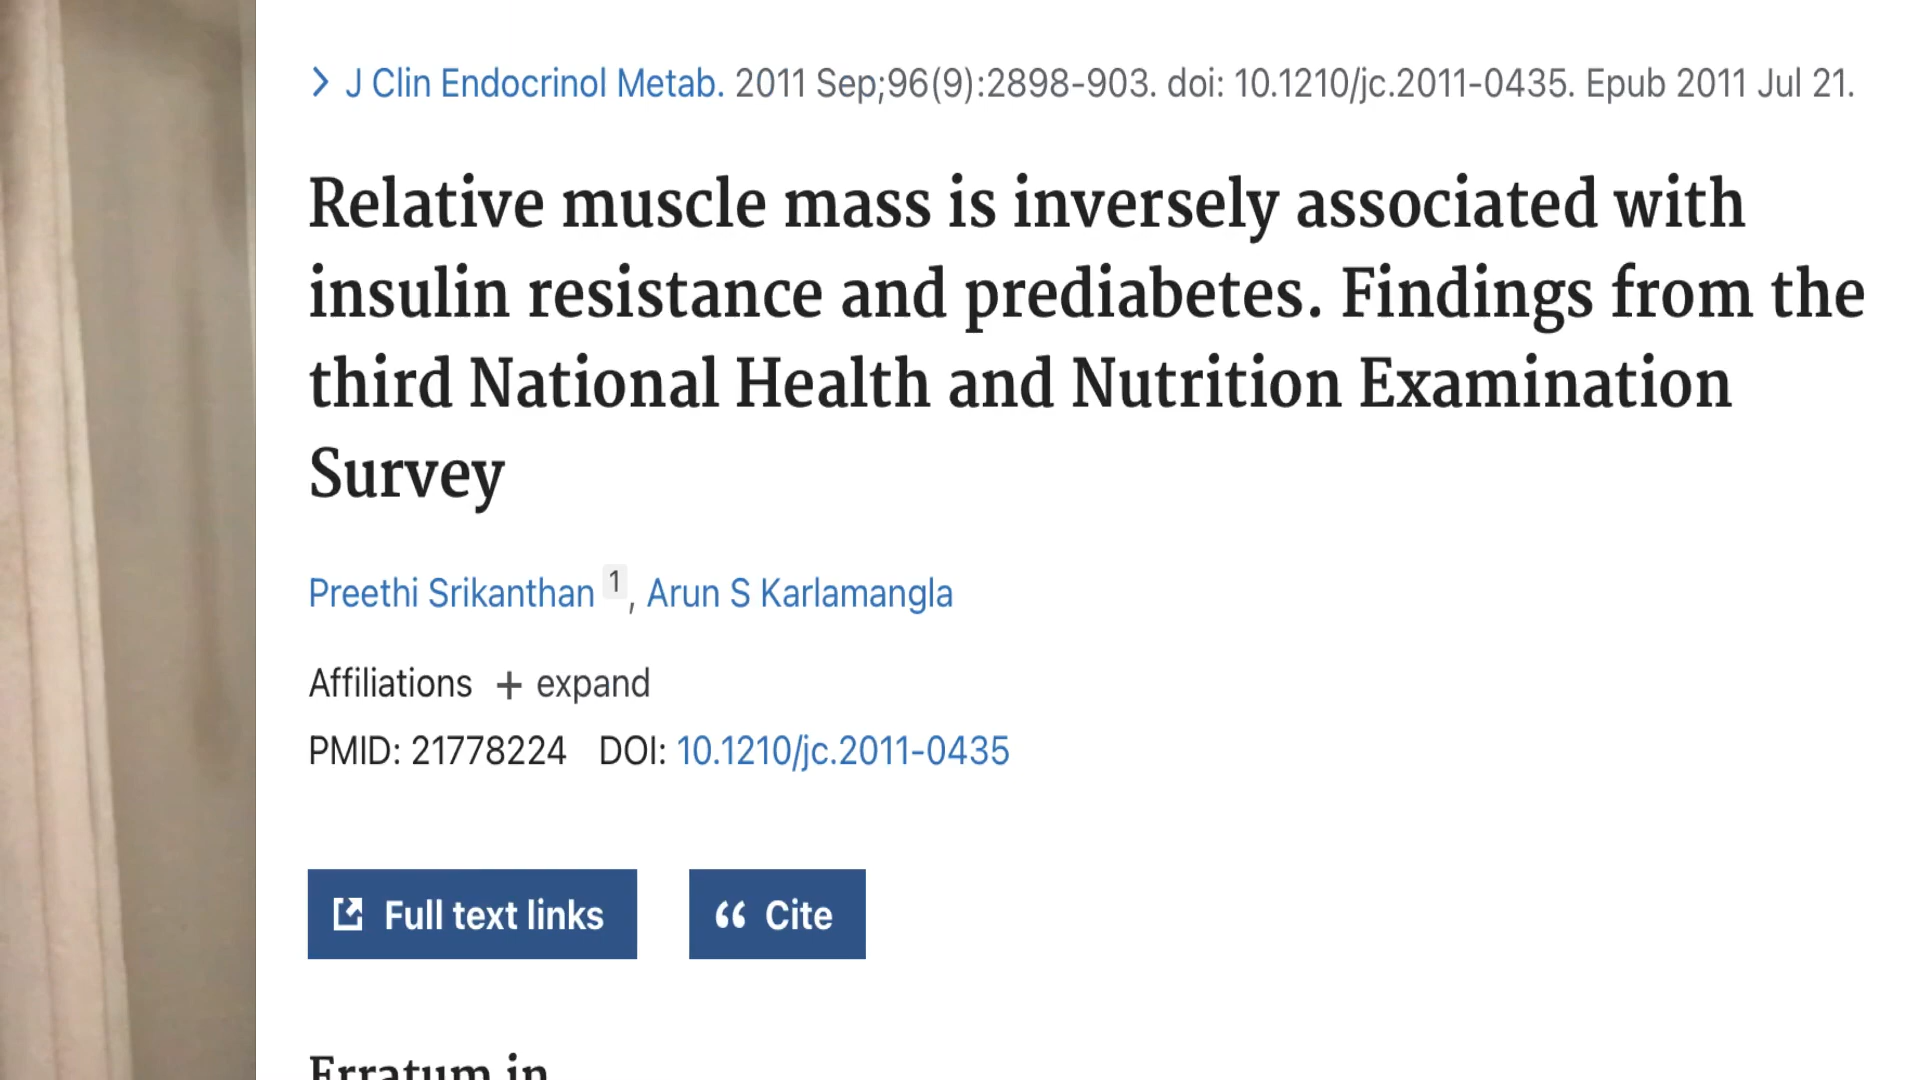 > J Clin Endocrinol Metab. 2011 Sep;96(9):2898-903. doi: 10.1210/jc.2011-0435. Epub 2011 Jul 21.
Relative muscle mass is inversely associated with
insulin resistance and prediabetes. Findings from the
third National Health and Nutrition Examination
Survey
Preethi Srikanthan 1, Arun S Karlamangla
Affiliations + expand
PMID: 21778224 DOI: 10.1210/jc.2011-0435
Full text links
“ Cite
Erratum in